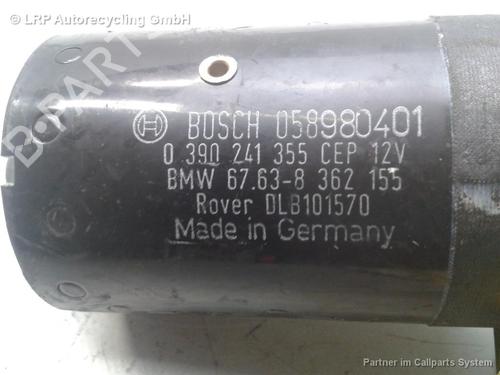 © LRP Autorecycling GmbH
B-PARTS
BOSCH 058980401
0 390 241 355 CEP 12V
BMW 67.63-8 362 155
Rover DLB101570
Made in Germany
Partner im Callparts System